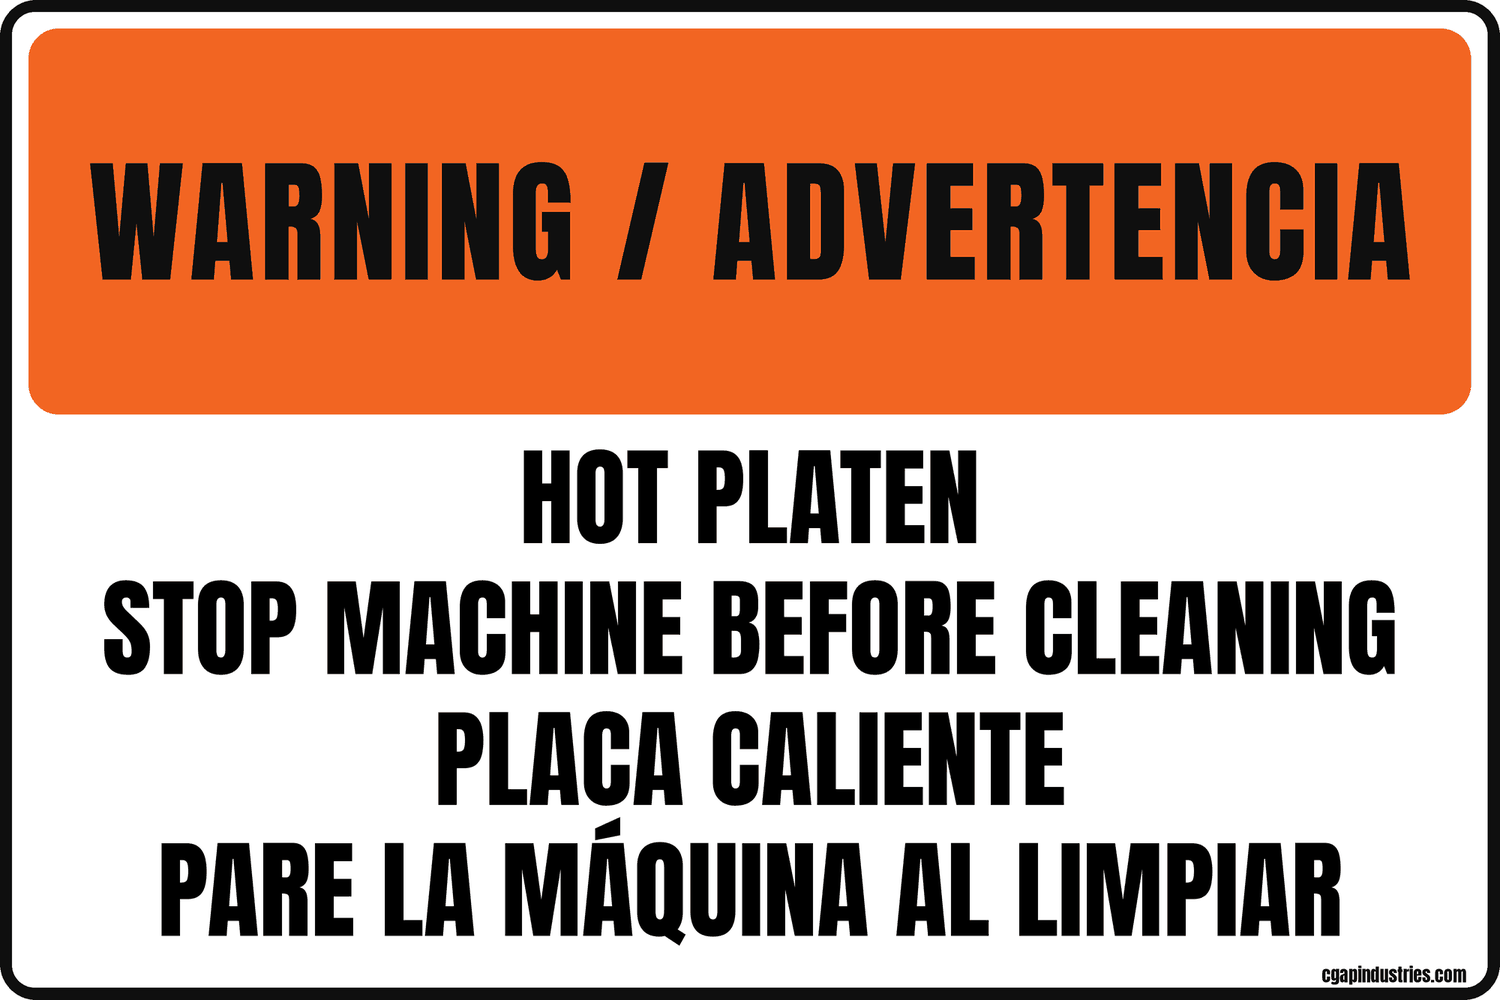 WARNING / ADVERTENCIA
HOT PLATEN
STOP MACHINE BEFORE CLEANING
PLACA CALIENTE
PARE LA MÁQUINA AL LIMPIAR
cgapindustries.com